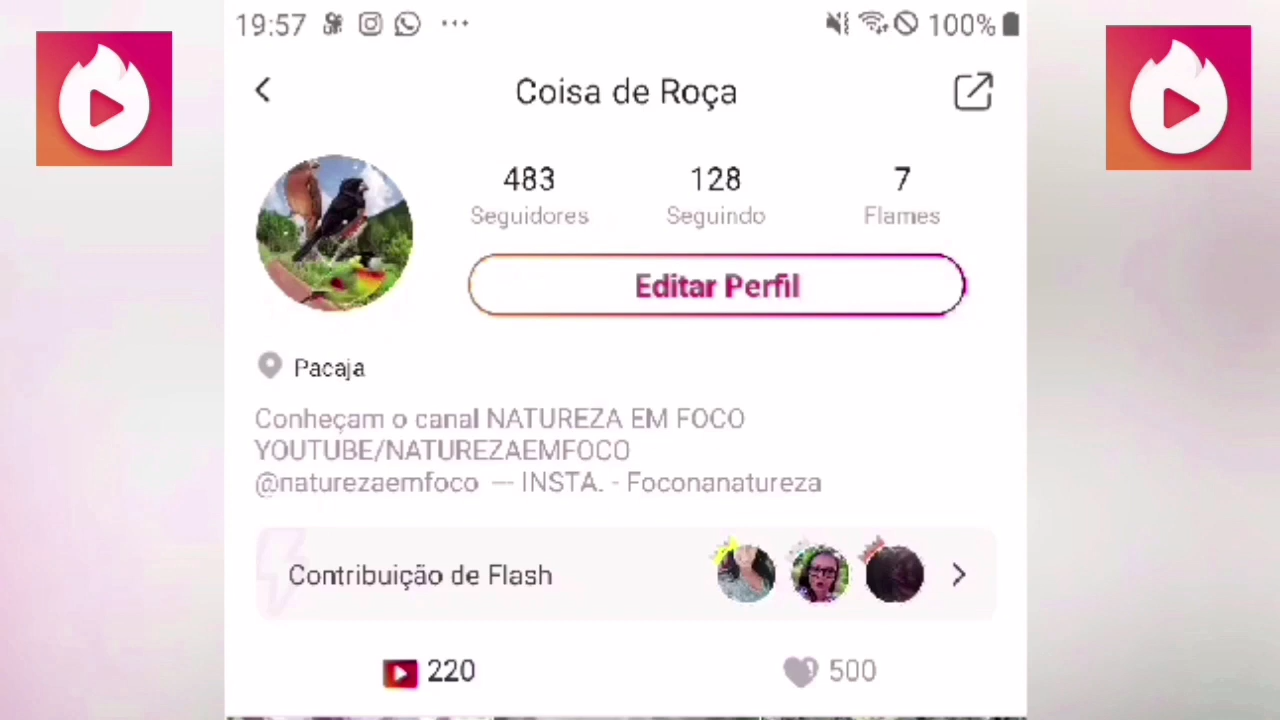 19:57 100%
Coisa de Roça
483 128 7
Seguidores Seguindo Flames
Editar Perfil
Pacaja
Conheçam o canal NATUREZA EM FOCO
YOUTUBE/NATUREZAEMFOCO
@naturezaemfoco --- INSTA. - Foconanatureza
Contribuição de Flash
220 500